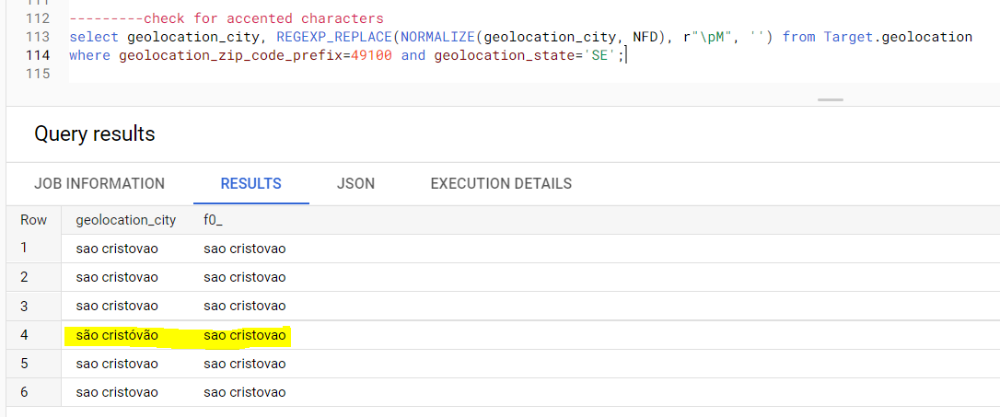 111
112 ---------check for accented characters
113 select geolocation_city, REGEXP_REPLACE(NORMALIZE(geolocation_city, NFD), r"\pM", '') from Target.geolocation
114 where geolocation_zip_code_prefix=49100 and geolocation_state='SE';
115
Query results
JOB INFORMATION RESULTS JSON EXECUTION DETAILS
Row geolocation_city f0_
1 sao cristovao sao cristovao
2 sao cristovao sao cristovao
3 sao cristovao sao cristovao
4 são cristóvão sao cristovao
5 sao cristovao sao cristovao
6 sao cristovao sao cristovao